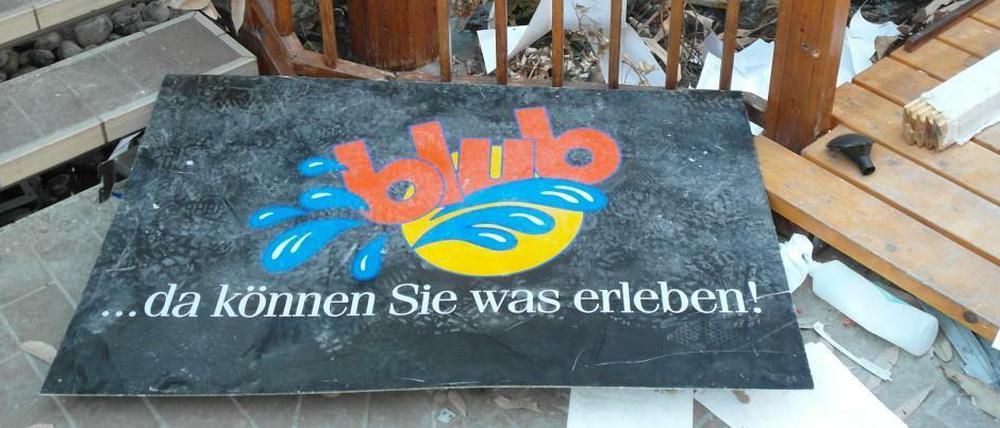 blub
...da können Sie was erleben!